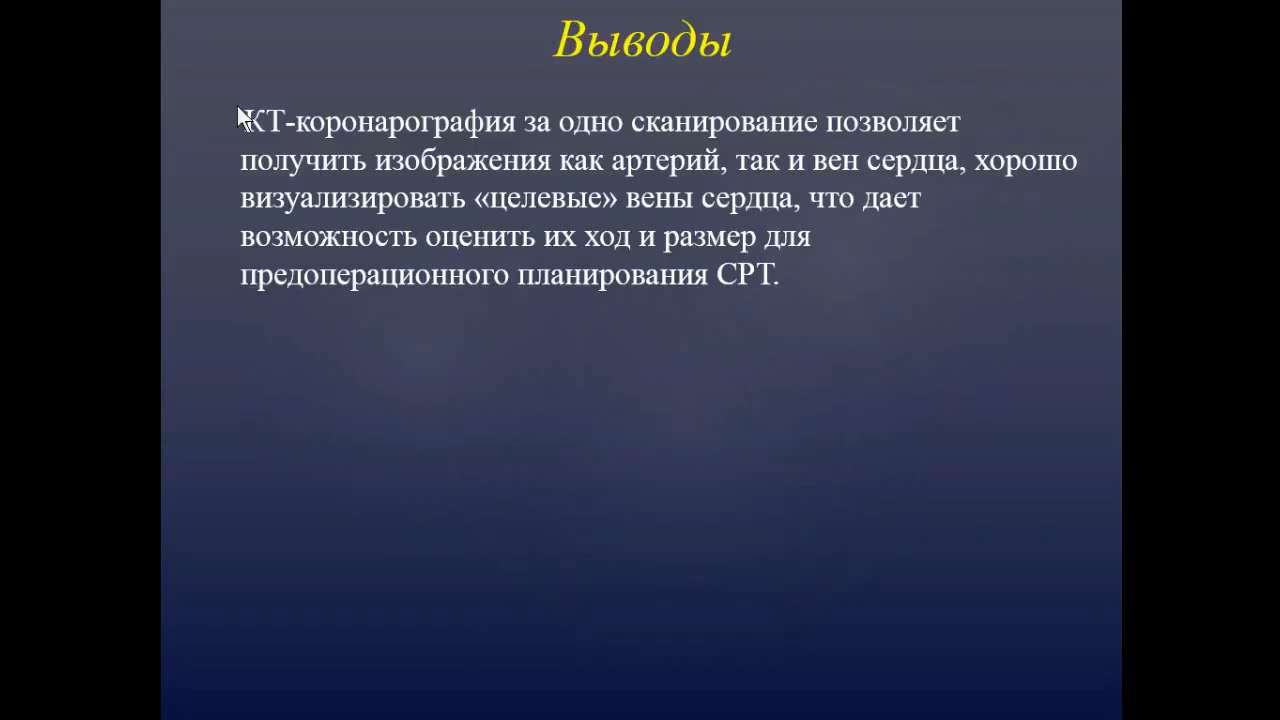 Выводы
КТ-коронарография за одно сканирование позволяет
получить изображения как артерий, так и вен сердца, хорошо
визуализировать «целевые» вены сердца, что дает
возможность оценить их ход и размер для
предоперационного планирования СРТ.